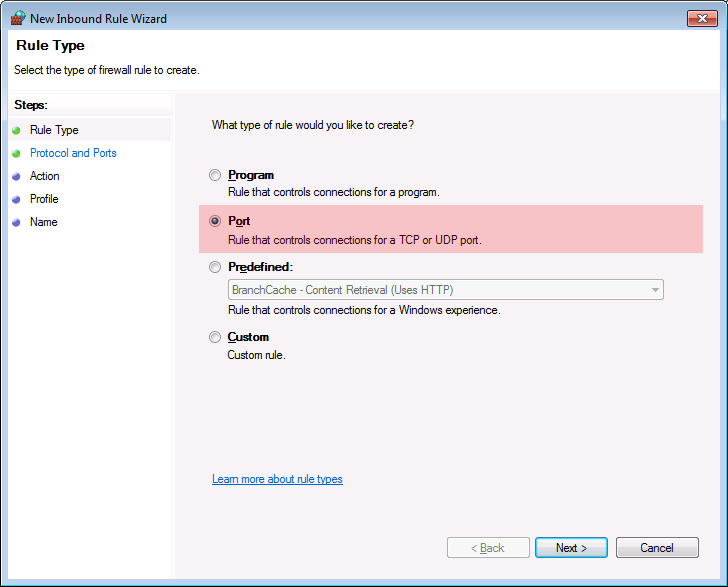 New Inbound Rule Wizard
Rule Type
Select the type of firewall rule to create.
Steps:
Rule Type
Protocol and Ports
Action
Profile
Name
What type of rule would you like to create?
Program
Rule that controls connections for a program.
Port
Rule that controls connections for a TCP or UDP port.
Predefined:
BranchCache - Content Retrieval (Uses HTTP)
Rule that controls connections for a Windows experience.
Custom
Custom rule.
Learn more about rule types
< Back
Next >
Cancel